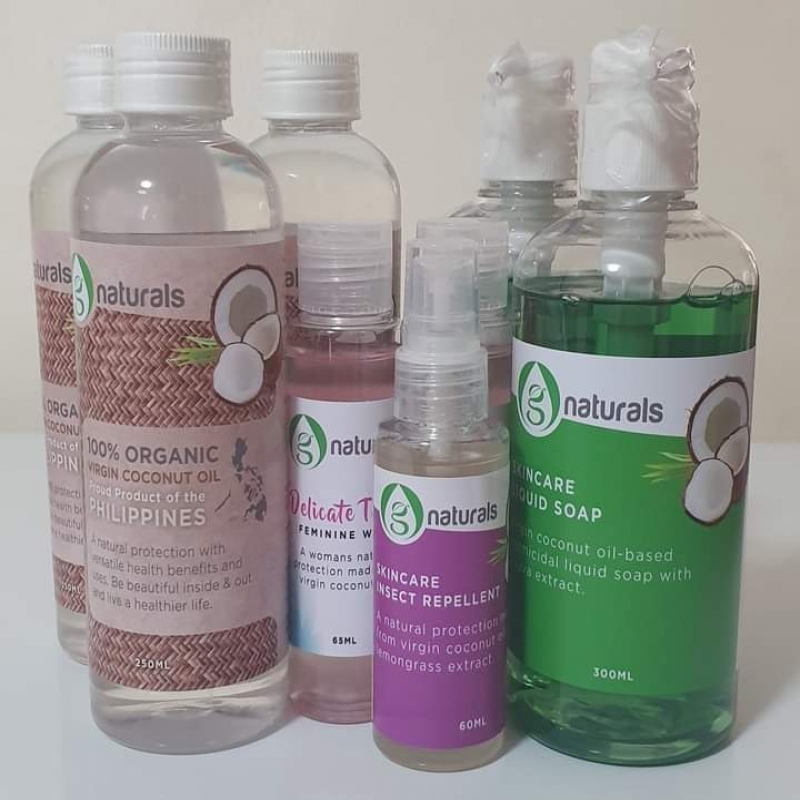 g naturals
100% ORGANIC
VIRGIN COCONUT OIL
Proud Product of the
PHILIPPINES
A natural protection with
versatile health benefits and
uses. Be beautiful inside & out
and live a healthier life.
250ML
g natu
Delicate T
FEMININE W
A womans nat
protection mad
virgin coconut
65ML
g naturals
SKINCARE
INSECT REPELLENT
A natural protection
from virgin coconut
lemongrass extract.
60ML
g naturals
SKINCARE
LIQUID SOAP
coconut oil-based
liquid soap with
extract.
300ML